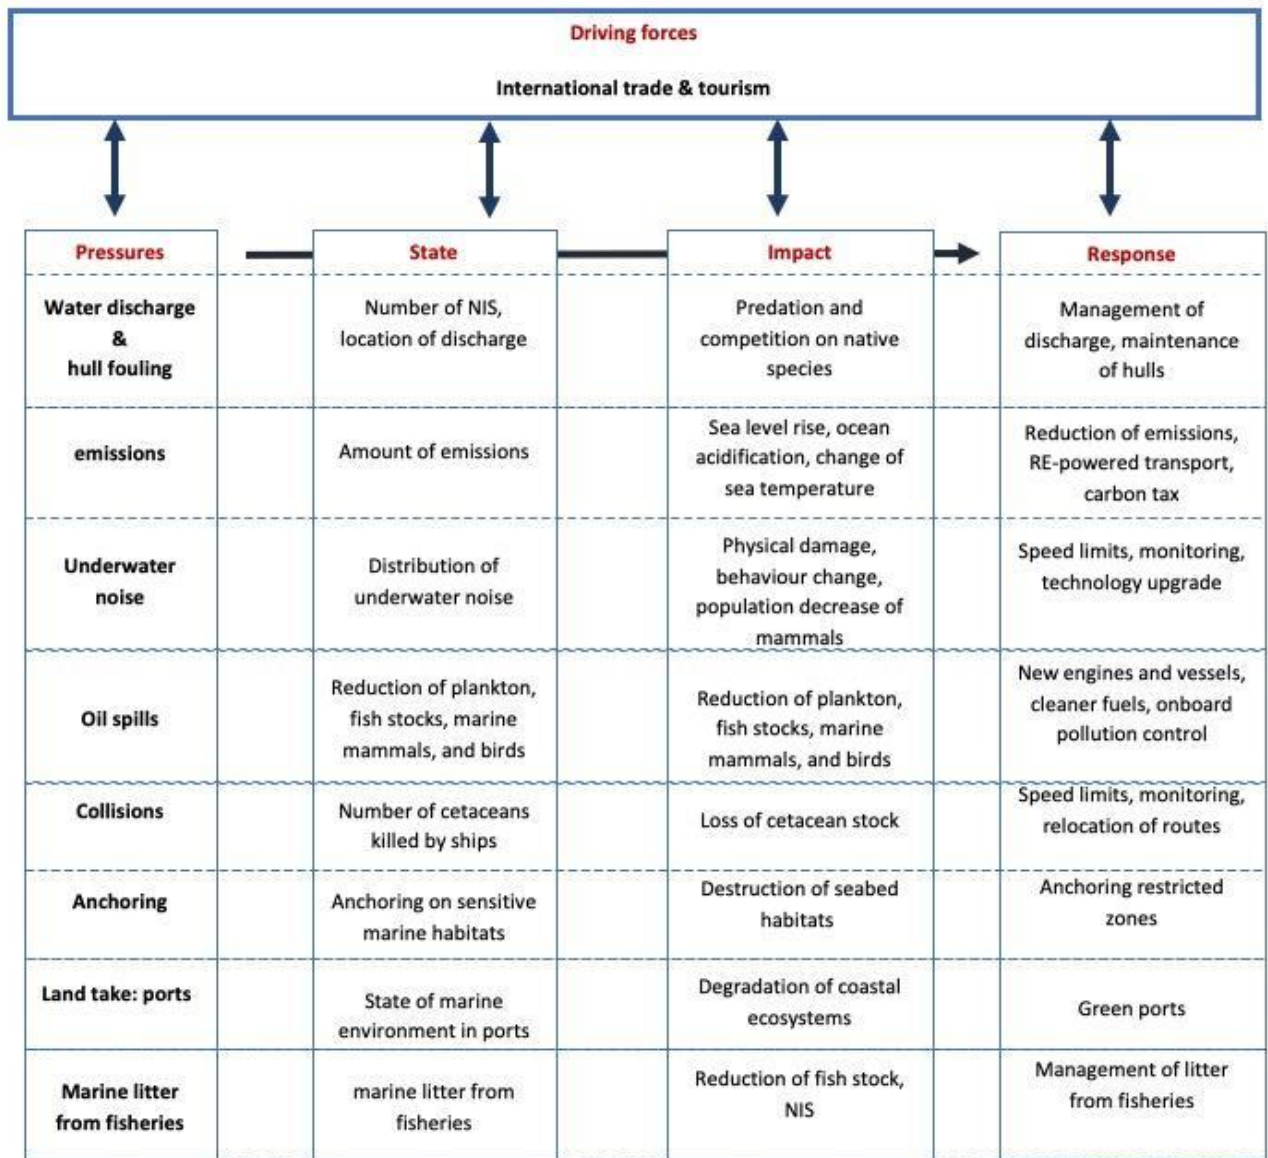 Driving forces
International trade & tourism
Pressures
State
Impact
Response
Water discharge
&
hull fouling
Number of NIS,
location of discharge
Predation and
competition on native
species
Management of
discharge, maintenance
of hulls
emissions
Amount of emissions
Sea level rise, ocean
acidification, change of
sea temperature
Reduction of emissions,
RE-powered transport,
carbon tax
Underwater
noise
Distribution of
underwater noise
Physical damage,
behaviour change,
population decrease of
mammals
Speed limits, monitoring,
technology upgrade
Oil spills
Reduction of plankton,
fish stocks, marine
mammals, and birds
Reduction of plankton,
fish stocks, marine
mammals, and birds
New engines and vessels,
cleaner fuels, onboard
pollution control
Collisions
Number of cetaceans
killed by ships
Loss of cetacean stock
Speed limits, monitoring,
relocation of routes
Anchoring
Anchoring on sensitive
marine habitats
Destruction of seabed
habitats
Anchoring restricted
zones
Land take: ports
State of marine
environment in ports
Degradation of coastal
ecosystems
Green ports
Marine litter
from fisheries
marine litter from
fisheries
Reduction of fish stock,
NIS
Management of litter
from fisheries